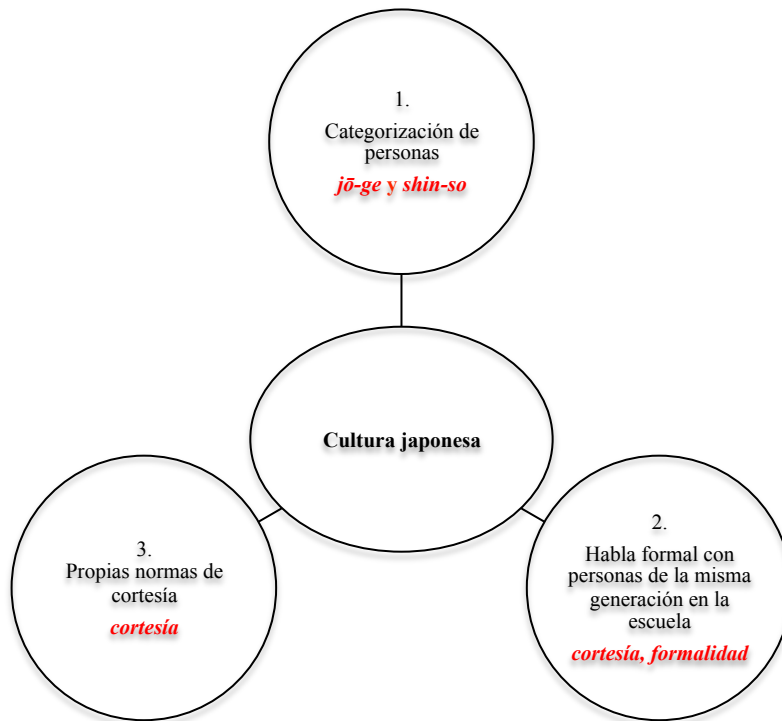 1.
Categorización de
personas
jō-ge y shin-so
Cultura japonesa
2.
Habla formal con
personas de la misma
generación en la
escuela
cortesía, formalidad
3.
Propias normas de
cortesía
cortesía